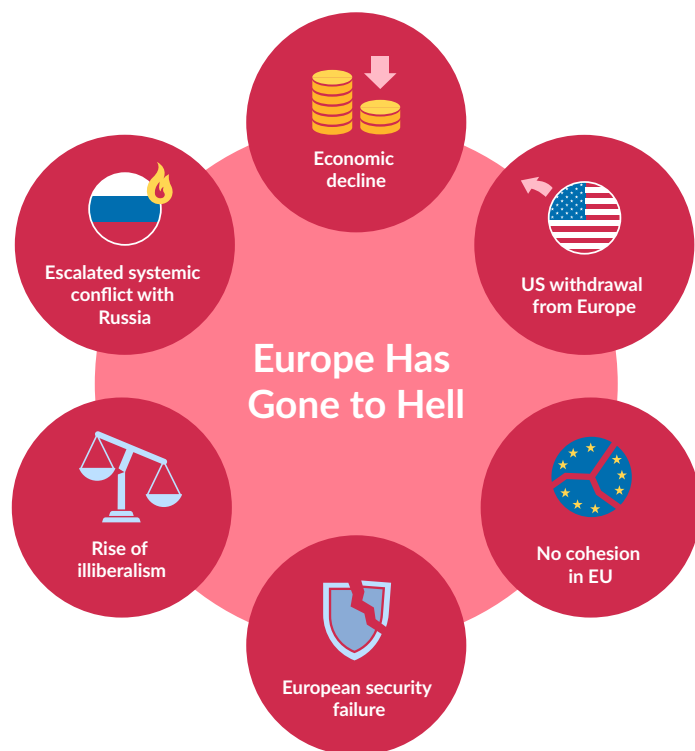 Economic
decline
US withdrawal
from Europe
Escalated systemic
conflict with
Russia
Europe Has
Gone to Hell
Rise of
illiberalism
No cohesion
in EU
European security
failure